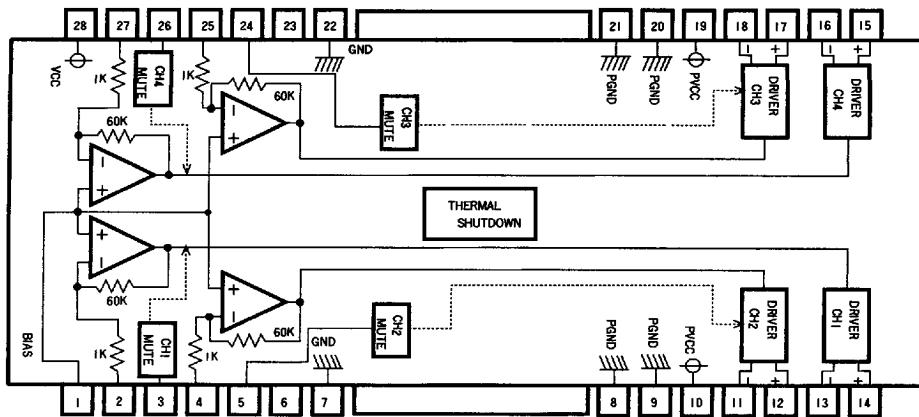 28 27 26 25 24 23 22 21 20 19 18 17 16 15
VCC
1K
CH4 MUTE
1K
GND
PGND
PGND
PVCC
- + - +
60K
60K
CH3 MUTE
DRIVER CH3
DRIVER CH4
-
+
-
+
THERMAL
SHUTDOWN
+
-
+
-
60K
60K
BIAS
1K
CH1 MUTE
1K
GND
CH2 MUTE
PGND
PGND
PVCC
DRIVER CH2
DRIVER CH1
- + - +
1 2 3 4 5 6 7 8 9 10 11 12 13 14